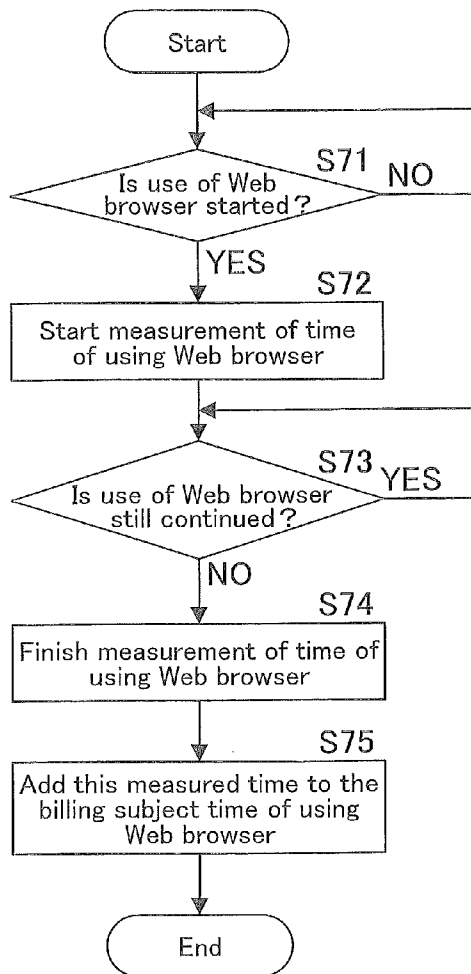 Start
S71
Is use of Web
browser started?
NO
YES
S72
Start measurement of time
of using Web browser
S73
Is use of Web browser
still continued?
YES
NO
S74
Finish measurement of time of
using Web browser
S75
Add this measured time to the
billing subject time of using
Web browser
End